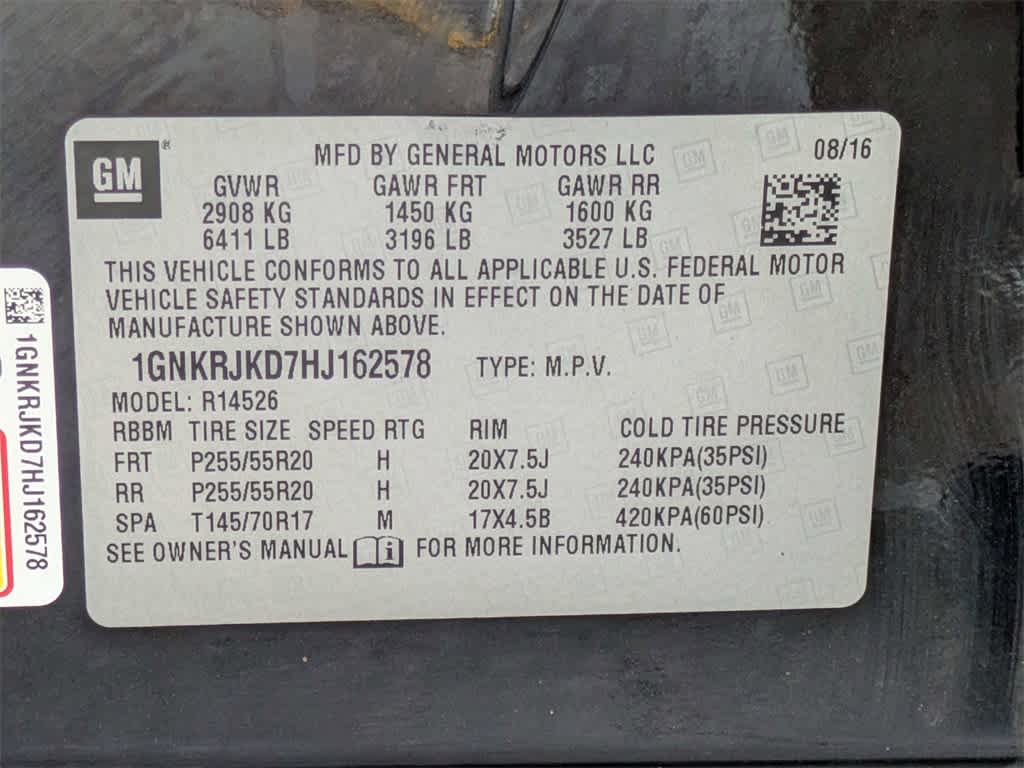 GM
MFD BY GENERAL MOTORS LLC 08/16
GVWR GAWR FRT GAWR RR
2908 KG 1450 KG 1600 KG
6411 LB 3196 LB 3527 LB
THIS VEHICLE CONFORMS TO ALL APPLICABLE U.S. FEDERAL MOTOR
VEHICLE SAFETY STANDARDS IN EFFECT ON THE DATE OF
MANUFACTURE SHOWN ABOVE.
1GNKRJKD7HJ162578 TYPE: M.P.V.
MODEL: R14526
RBBM TIRE SIZE SPEED RTG RIM COLD TIRE PRESSURE
FRT P255/55R20 H 20X7.5J 240KPA(35PSI)
RR P255/55R20 H 20X7.5J 240KPA(35PSI)
SPA T145/70R17 M 17X4.5B 420KPA(60PSI)
SEE OWNER'S MANUAL i FOR MORE INFORMATION.
1GNKRJKD7HJ162578